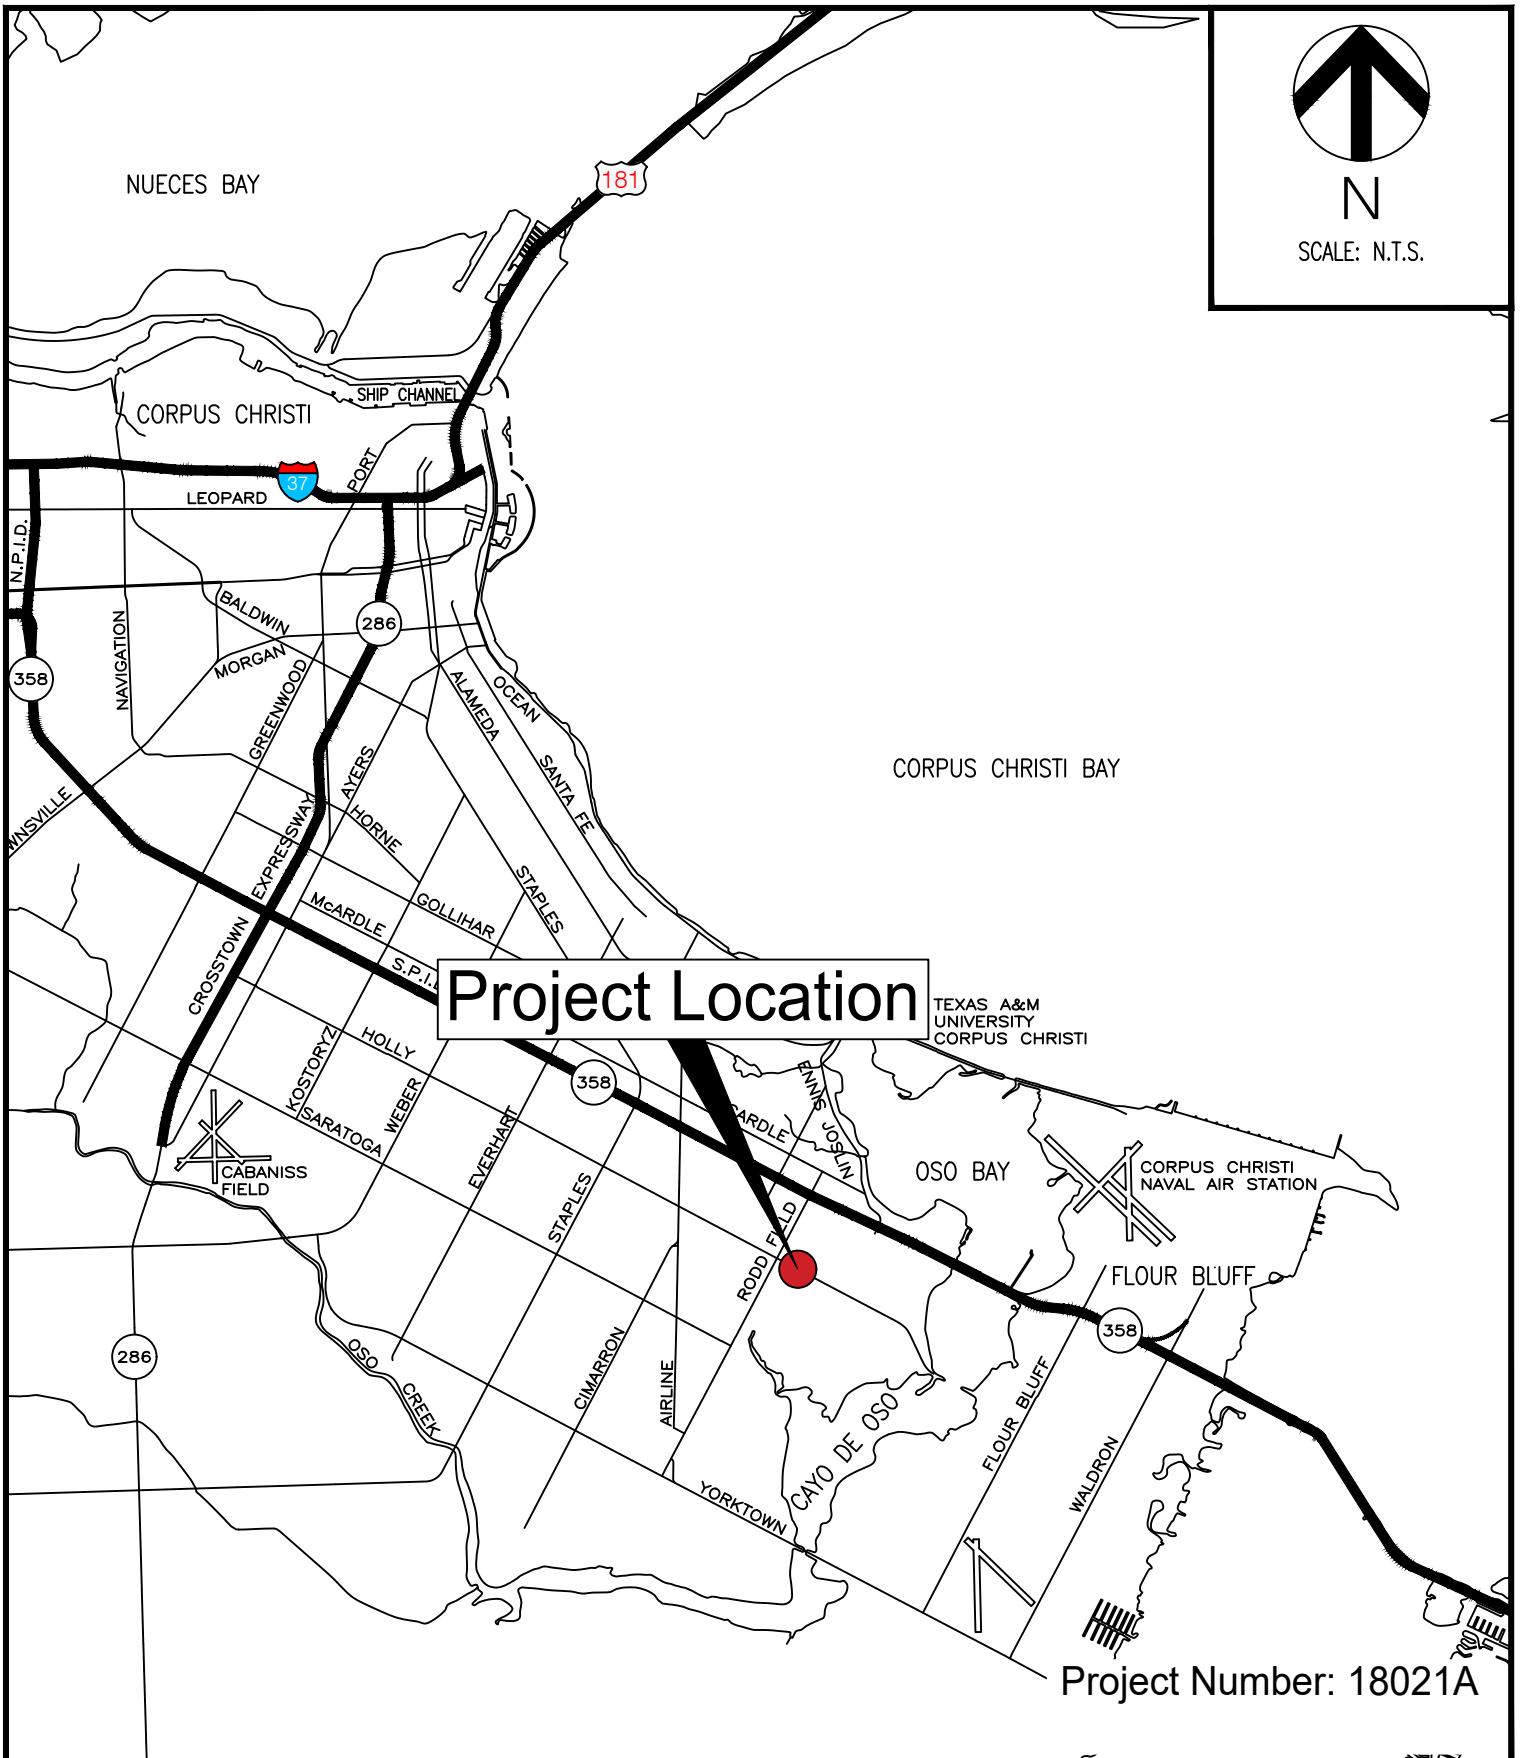 N
SCALE: N.T.S.
181
NUECES BAY
SHIP CHANNEL
CORPUS CHRISTI
PORT
37
LEOPARD
N.P.I.D.
BALDWIN
286
NAVIGATION
MORGAN
358
GREENWOOD
ALAMEDA
OCEAN
CORPUS CHRISTI BAY
SANTA FE
AYERS
WNSVILLE
HORNE
EXPRESSWAY
STAPLES
GOLLIHAR
McARDLE
CROSSTOWN
S.P.I.
Project Location
TEXAS A&M
UNIVERSITY
CORPUS CHRISTI
HOLLY
KOSTORYZ
358
WEBER
ENNIS JOSLIN
ARDLE
SARATOGA
EVERHART
CABANISS
FIELD
OSO BAY
CORPUS CHRISTI
NAVAL AIR STATION
STAPLES
RODD FIELD
FLOUR BLUFF
358
286
OSO
CREEK
CIMARRON
AIRLINE
CAYO DE OSO
FLOUR BLUFF
WALDRON
YORKTOWN
Project Number: 18021A